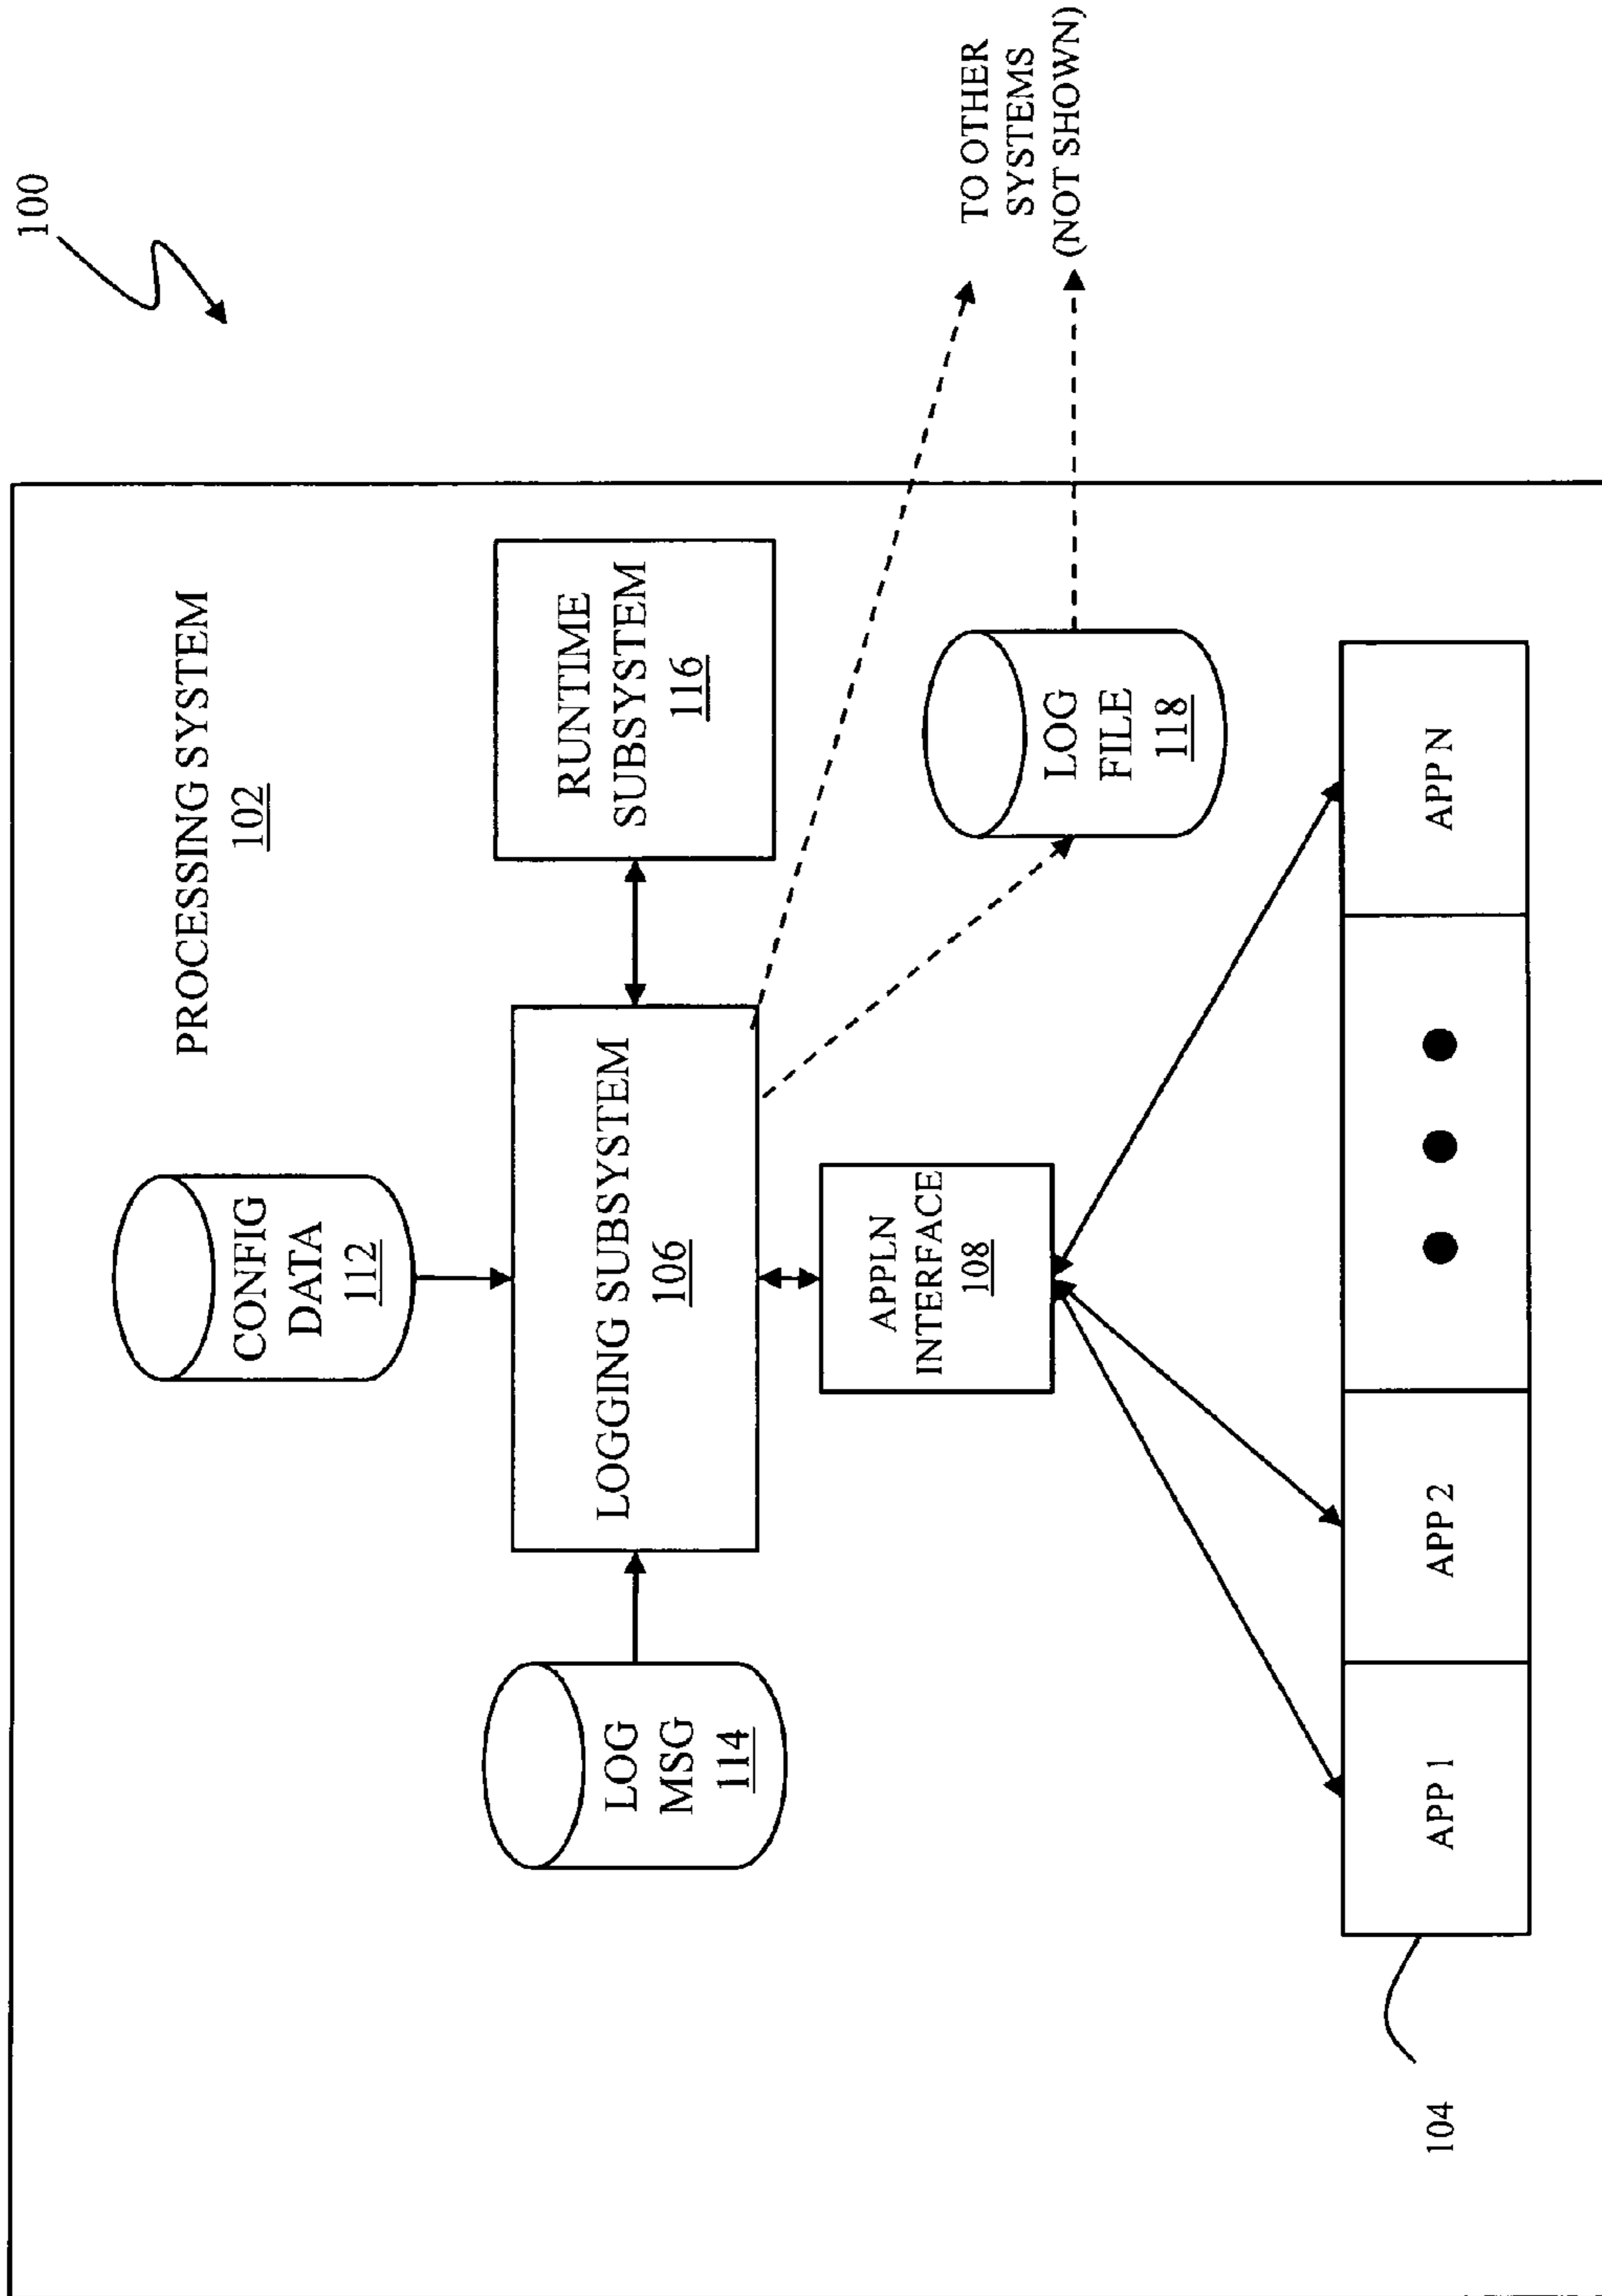 100
PROCESSING SYSTEM
102
CONFIG
DATA
112
LOG
MSG
114
LOGGING SUBSYSTEM
106
RUNTIME
SUBSYSTEM
116
APPLN
INTERFACE
108
LOG
FILE
118
TO OTHER
SYSTEMS
(NOT SHOWN)
104
APP 1
APP 2
APP N